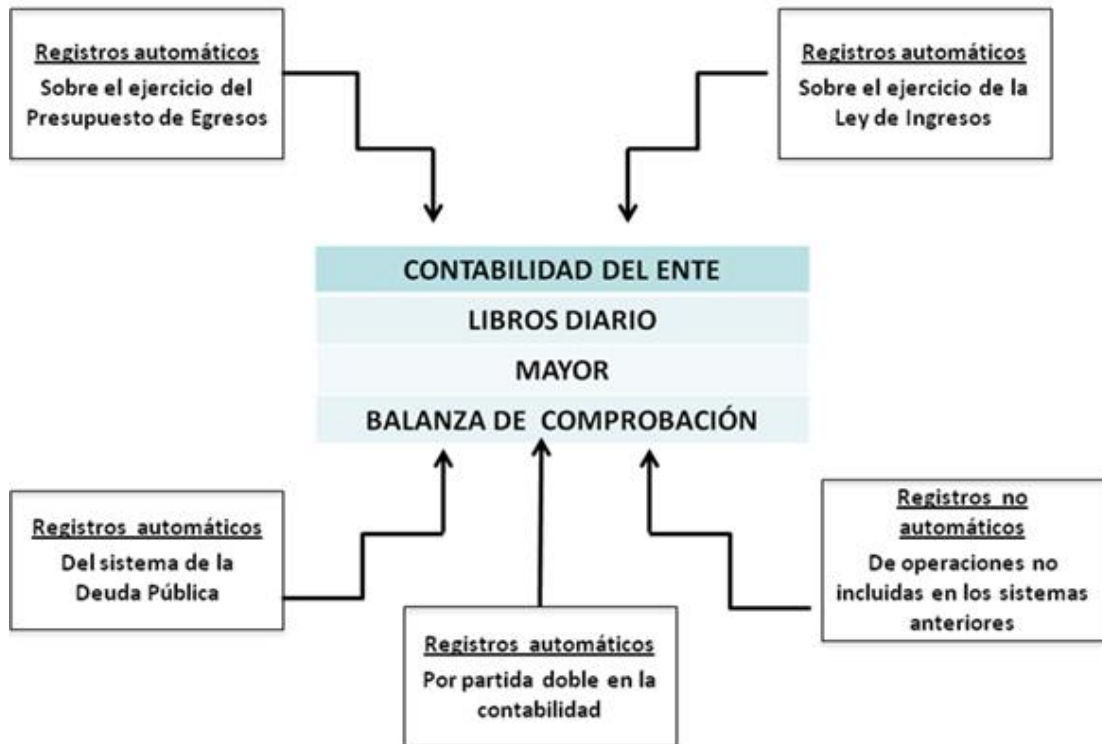 Registros automáticos
Sobre el ejercicio del
Presupuesto de Egresos
Registros automáticos
Sobre el ejercicio de la
Ley de Ingresos
CONTABILIDAD DEL ENTE
LIBROS DIARIO
MAYOR
BALANZA DE COMPROBACIÓN
Registros automáticos
Del sistema de la
Deuda Pública
Registros automáticos
Por partida doble en la
contabilidad
Registros no
automáticos
De operaciones no
incluidas en los sistemas
anteriores